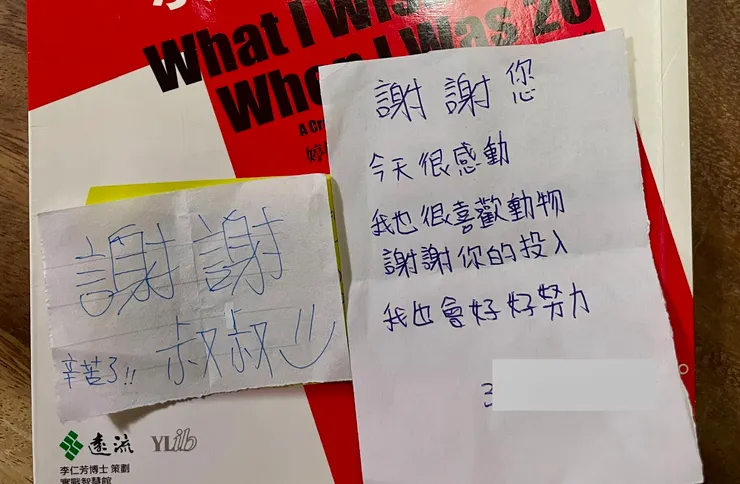 What I Wis
When I Was 20
A Cr
謝謝您
今天很感動
我也很喜歡動物
謝謝你的投入
我也會好好努力
謝謝
叔叔
辛苦了!!
遠流
YLib
李仁芳博士 策劃
實戰智慧館